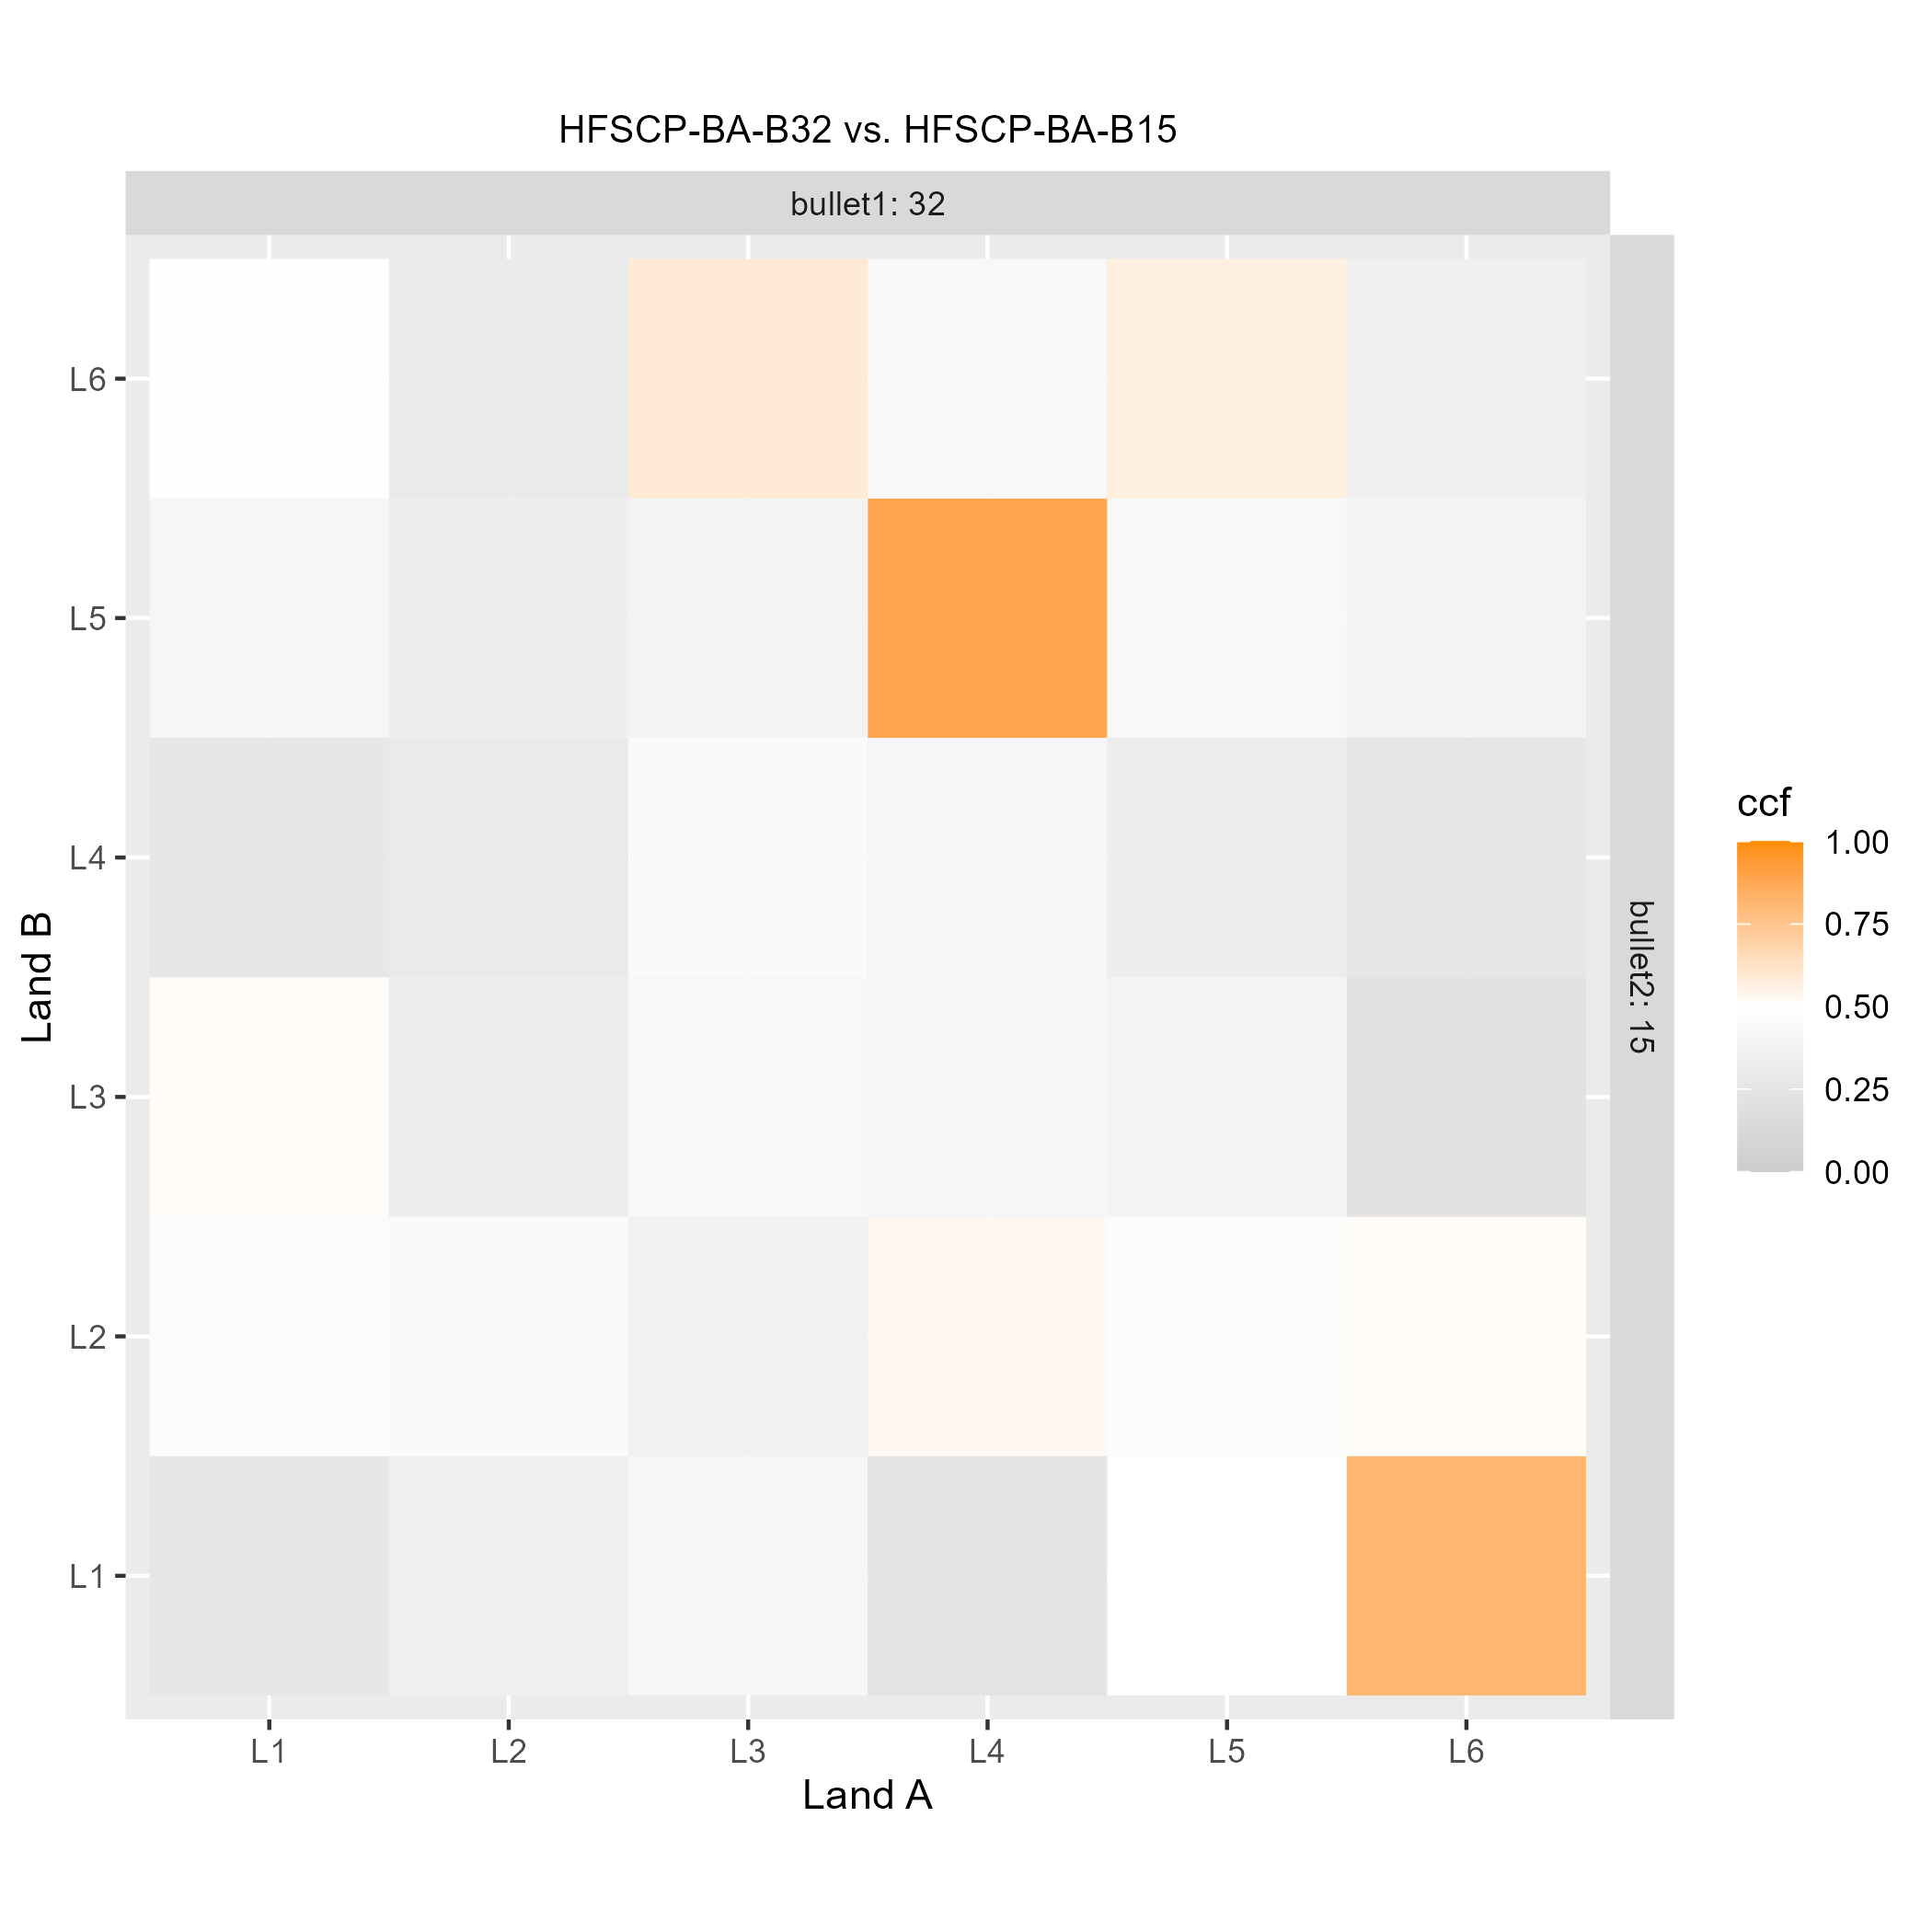 HFSCP-BA-B32 vs. HFSCP-BA-B15
bullet1: 32
L6
L5
L4
L3
L2
L1
Land B
bullet2: 15
L1 L2 L3 L4 L5 L6
Land A
ccf
1.00
0.75
0.50
0.25
0.00